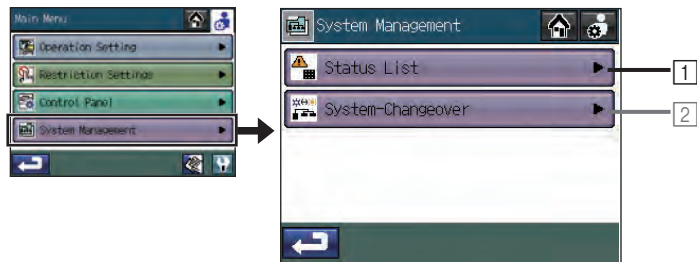 Main Menu
Operation Setting
Restriction Settings
Control Panel
System Management
System Management
Status List
1
System-Changeover
2